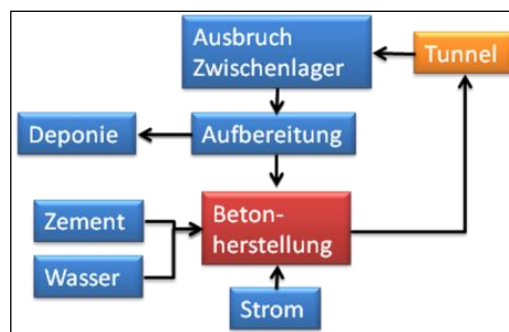 Ausbruch
Zwischenlager
Tunnel
Deponie
Aufbereitung
Zement
Beton-
herstellung
Wasser
Strom